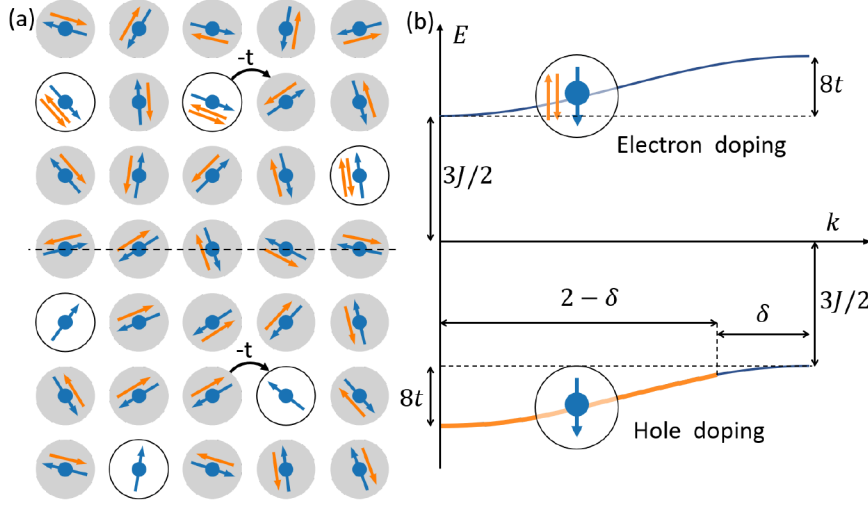 (a)
-t
-t
(b)
E
8t
Electron doping
3J/2
k
2 − δ
δ
3J/2
8t
Hole doping